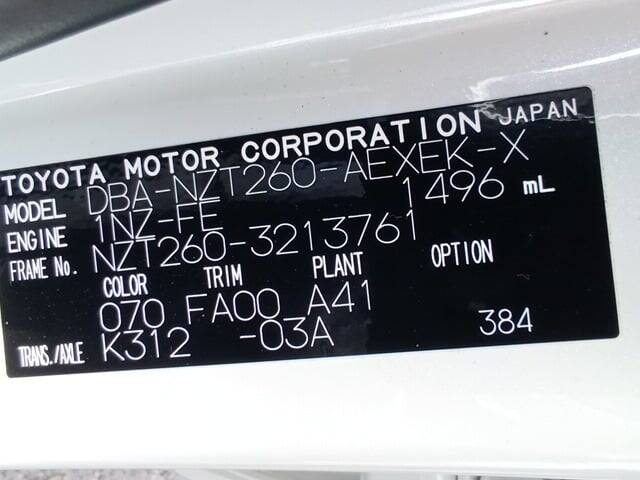 TOYOTA MOTOR CORPORATION JAPAN
MODEL DBA-NZT260-AEXEK-X
ENGINE 1NZ-FE 1496 mL
FRAME No. NZT260-3213761
COLOR TRIM PLANT OPTION
070 FA00 A41
TRANS./AXLE K312 -03A 384